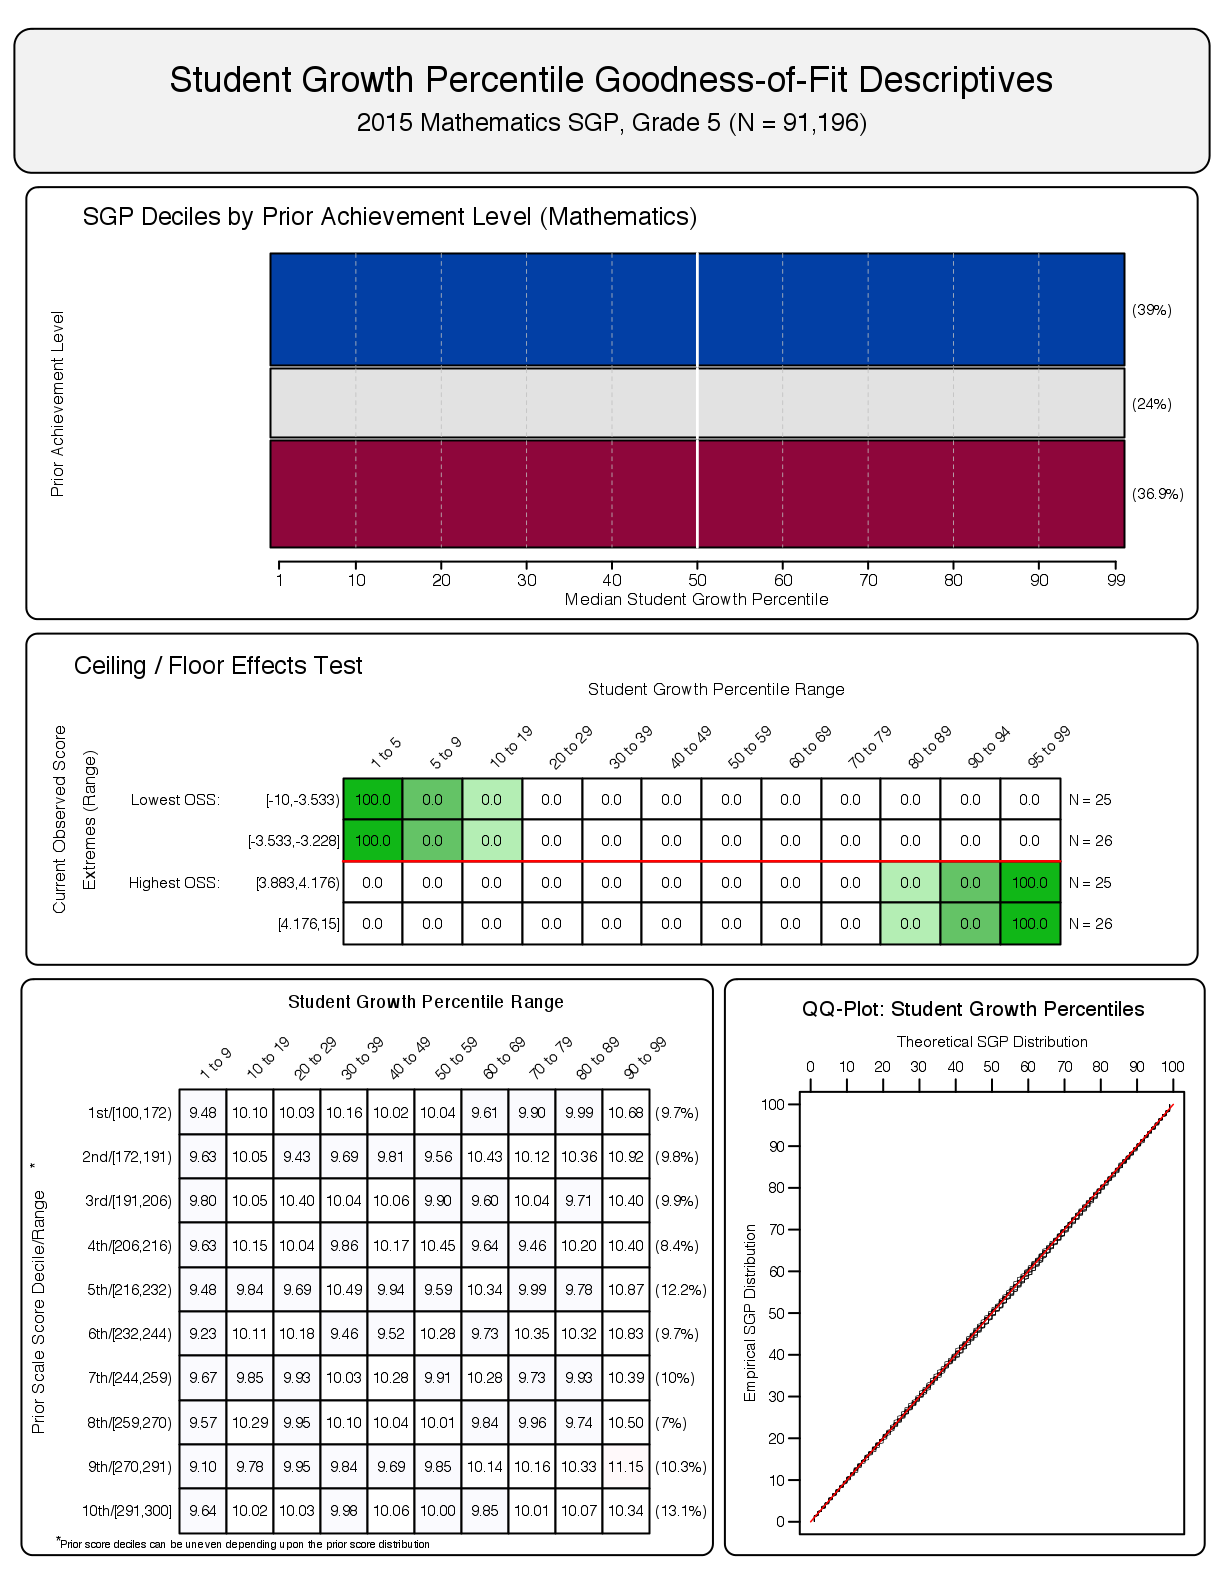 Student Growth Percentile Goodness-of-Fit Descriptives
2015 Mathematics SGP, Grade 5 (N = 91,196)
SGP Deciles by Prior Achievement Level (Mathematics)
Prior Achievement Level
(39%)
(24%)
(36.9%)
1 10 20 30 40 50 60 70 80 90 99
Median Student Growth Percentile
Ceiling / Floor Effects Test
Student Growth Percentile Range
Current Observed Score
Extremes (Range)
1 to 5 5 to 9 10 to 19 20 to 29 30 to 39 40 to 49 50 to 59 60 to 69 70 to 79 80 to 89 90 to 94 95 to 99
Lowest OSS: [-10,-3.533) 100.0 0.0 0.0 0.0 0.0 0.0 0.0 0.0 0.0 0.0 0.0 0.0 N = 25
[-3.533,-3.228] 100.0 0.0 0.0 0.0 0.0 0.0 0.0 0.0 0.0 0.0 0.0 0.0 N = 26
Highest OSS: [3.883,4.176) 0.0 0.0 0.0 0.0 0.0 0.0 0.0 0.0 0.0 0.0 0.0 100.0 N = 25
[4.176,15] 0.0 0.0 0.0 0.0 0.0 0.0 0.0 0.0 0.0 0.0 0.0 100.0 N = 26
Student Growth Percentile Range
1 to 9 10 to 19 20 to 29 30 to 39 40 to 49 50 to 59 60 to 69 70 to 79 80 to 89 90 to 99
Prior Scale Score Decile/Range *
1st/[100,172) 9.48 10.10 10.03 10.16 10.02 10.04 9.61 9.90 9.99 10.68 (9.7%)
2nd/[172,191) 9.63 10.05 9.43 9.69 9.81 9.56 10.43 10.12 10.36 10.92 (9.8%)
3rd/[191,206) 9.80 10.05 10.40 10.04 10.06 9.90 9.60 10.04 9.71 10.40 (9.9%)
4th/[206,216) 9.63 10.15 10.04 9.86 10.17 10.45 9.64 9.46 10.20 10.40 (8.4%)
5th/[216,232) 9.48 9.84 9.69 10.49 9.94 9.59 10.34 9.99 9.78 10.87 (12.2%)
6th/[232,244) 9.23 10.11 10.18 9.46 9.52 10.28 9.73 10.35 10.32 10.83 (9.7%)
7th/[244,259) 9.67 9.85 9.93 10.03 10.28 9.91 10.28 9.73 9.93 10.39 (10%)
8th/[259,270) 9.57 10.29 9.95 10.10 10.04 10.01 9.84 9.96 9.74 10.50 (7%)
9th/[270,291) 9.10 9.78 9.95 9.84 9.69 9.85 10.14 10.16 10.33 11.15 (10.3%)
10th/[291,300] 9.64 10.02 10.03 9.98 10.06 10.00 9.85 10.01 10.07 10.34 (13.1%)
*Prior score deciles can be uneven depending upon the prior score distribution
QQ-Plot: Student Growth Percentiles
Theoretical SGP Distribution
0 10 20 30 40 50 60 70 80 90 100
Empirical SGP Distribution
100
90
80
70
60
50
40
30
20
10
0